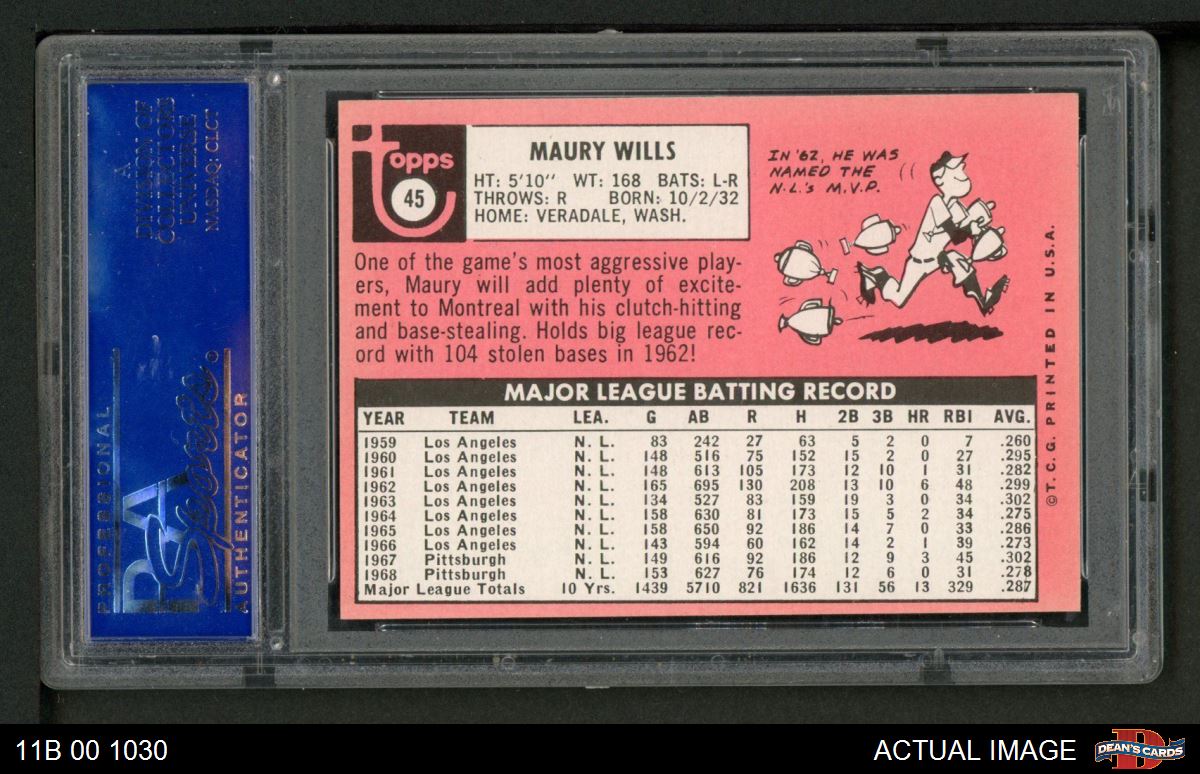 A
DIVISION OF
COLLECTORS
UNIVERSE
NASDAQ: CLCT
PROFESSIONAL
PSA
Sports
AUTHENTICATOR
topps
45
MAURY WILLS
HT: 5'10'' WT: 168 BATS: L-R
THROWS: R BORN: 10/2/32
HOME: VERADALE, WASH.
IN '62, HE WAS
NAMED THE
N.L.'s M.V.P.
One of the game's most aggressive play-
ers, Maury will add plenty of excite-
ment to Montreal with his clutch-hitting
and base-stealing. Holds big league rec-
ord with 104 stolen bases in 1962!
MAJOR LEAGUE BATTING RECORD
YEAR TEAM LEA. G AB R H 2B 3B HR RBI AVG.
1959 Los Angeles N. L. 83 242 27 63 5 2 0 7 .260
1960 Los Angeles N. L. 148 516 75 152 15 2 0 27 .295
1961 Los Angeles N. L. 148 613 105 173 12 10 1 31 .282
1962 Los Angeles N. L. 165 695 130 208 13 10 6 48 .299
1963 Los Angeles N. L. 134 527 83 159 19 3 0 34 .302
1964 Los Angeles N. L. 158 630 81 173 15 5 2 34 .275
1965 Los Angeles N. L. 158 650 92 186 14 7 0 33 .286
1966 Los Angeles N. L. 143 594 60 162 14 2 1 39 .273
1967 Pittsburgh N. L. 149 616 92 186 12 9 3 45 .302
1968 Pittsburgh N. L. 153 627 76 174 12 6 0 31 .278
Major League Totals 10 Yrs. 1439 5710 821 1636 131 56 13 329 .287
©T.C.G. PRINTED IN U.S.A.
11B 00 1030
ACTUAL IMAGE
DEAN'S CARDS